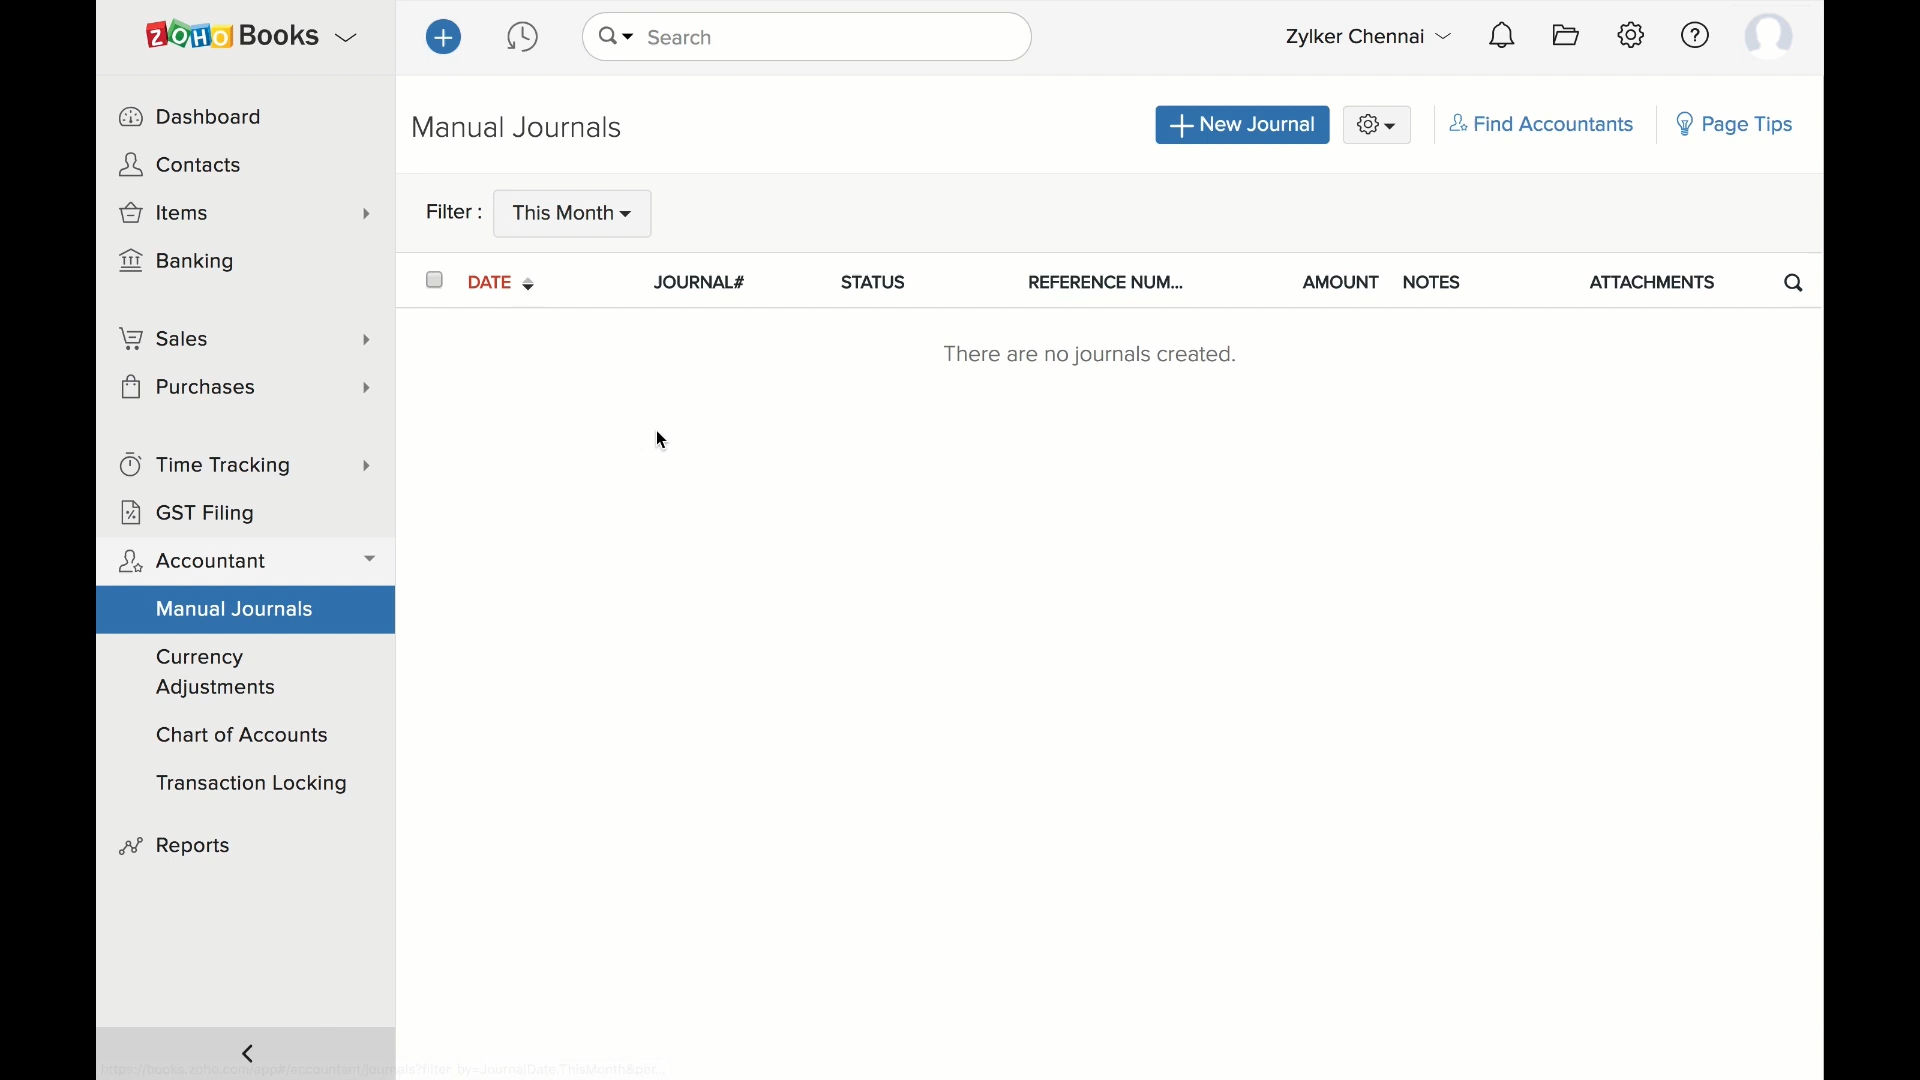 ZOHO Books
Search
Zylker Chennai
Dashboard
Contacts
Items
Banking
Sales
Purchases
Time Tracking
GST Filing
Accountant
Manual Journals
Currency
Adjustments
Chart of Accounts
Transaction Locking
Reports
Manual Journals
New Journal
Find Accountants
Page Tips
Filter :
This Month
DATE
JOURNAL#
STATUS
REFERENCE NUM...
AMOUNT
NOTES
ATTACHMENTS
There are no journals created.